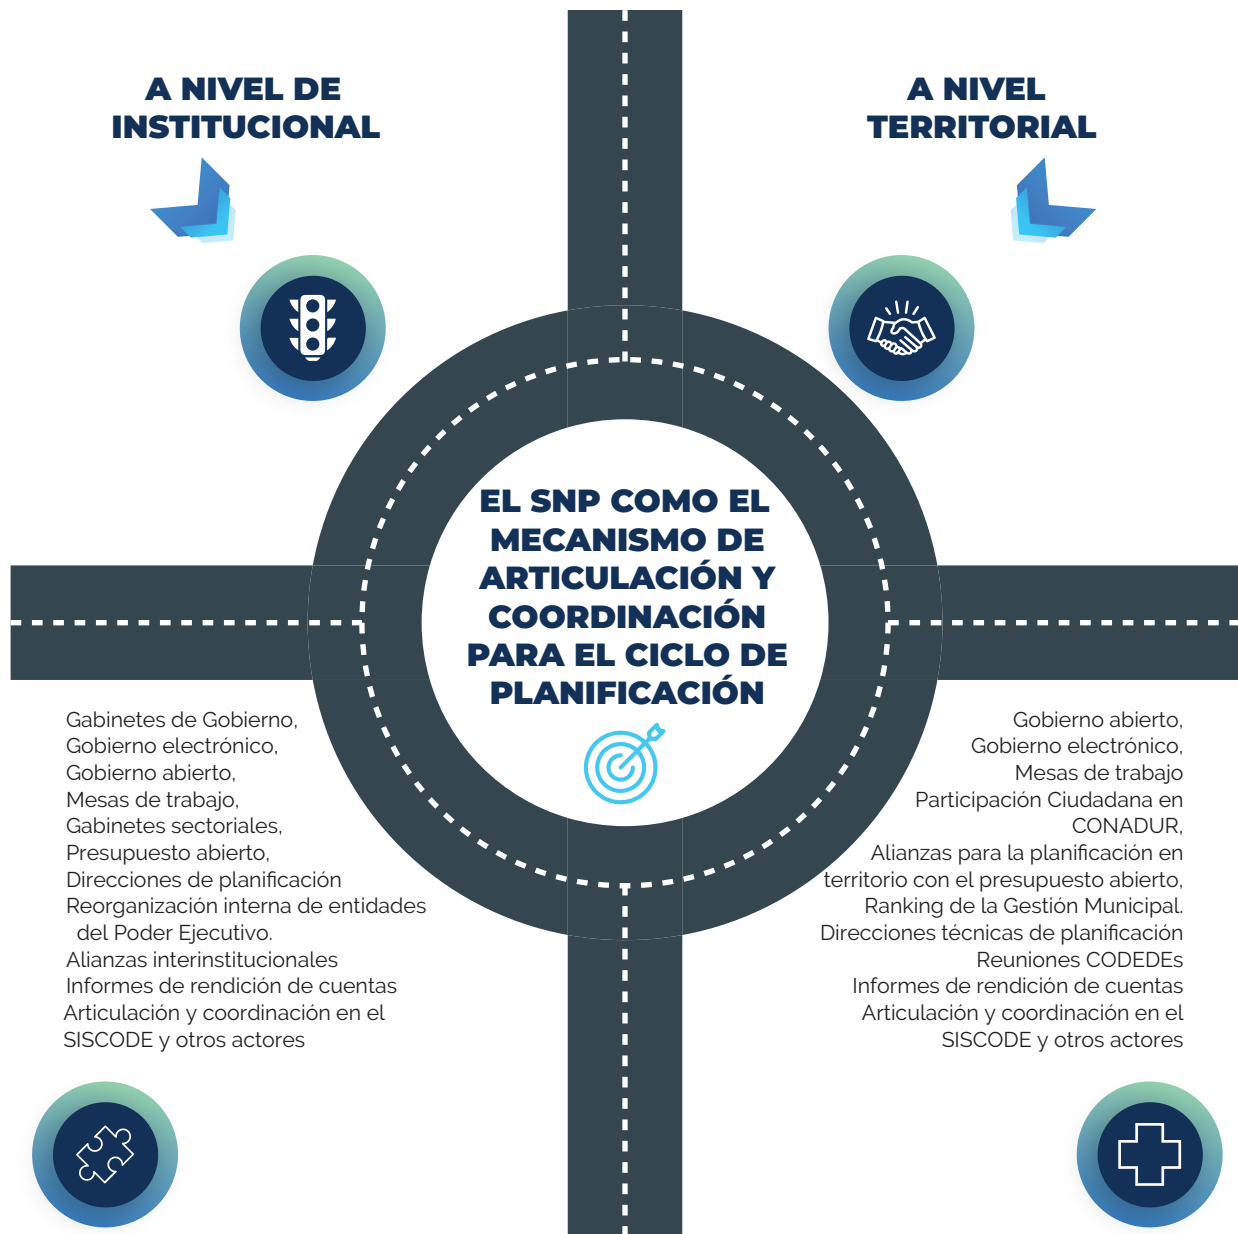 A NIVEL DE
INSTITUCIONAL
A NIVEL
TERRITORIAL
EL SNP COMO EL
MECANISMO DE
ARTICULACIÓN Y
COORDINACIÓN
PARA EL CICLO DE
PLANIFICACIÓN
Gabinetes de Gobierno,
Gobierno electrónico,
Gobierno abierto,
Mesas de trabajo,
Gabinetes sectoriales,
Presupuesto abierto,
Direcciones de planificación
Reorganización interna de entidades
del Poder Ejecutivo.
Alianzas interinstitucionales
Informes de rendición de cuentas
Articulación y coordinación en el
SISCODE y otros actores
Gobierno abierto,
Gobierno electrónico,
Mesas de trabajo
Participación Ciudadana en
CONADUR,
Alianzas para la planificación en
territorio con el presupuesto abierto,
Ranking de la Gestión Municipal.
Direcciones técnicas de planificación
Reuniones CODEDEs
Informes de rendición de cuentas
Articulación y coordinación en el
SISCODE y otros actores